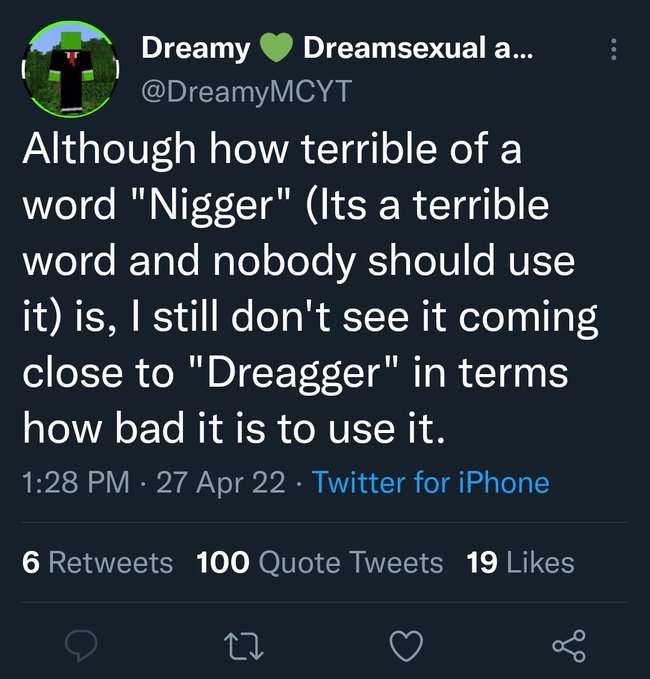 Dreamy 💚 Dreamsexual a...
@DreamyMCYT
Although how terrible of a
word "Nigger" (Its a terrible
word and nobody should use
it) is, I still don't see it coming
close to "Dreagger" in terms
how bad it is to use it.
1:28 PM · 27 Apr 22 · Twitter for iPhone
6 Retweets 100 Quote Tweets 19 Likes